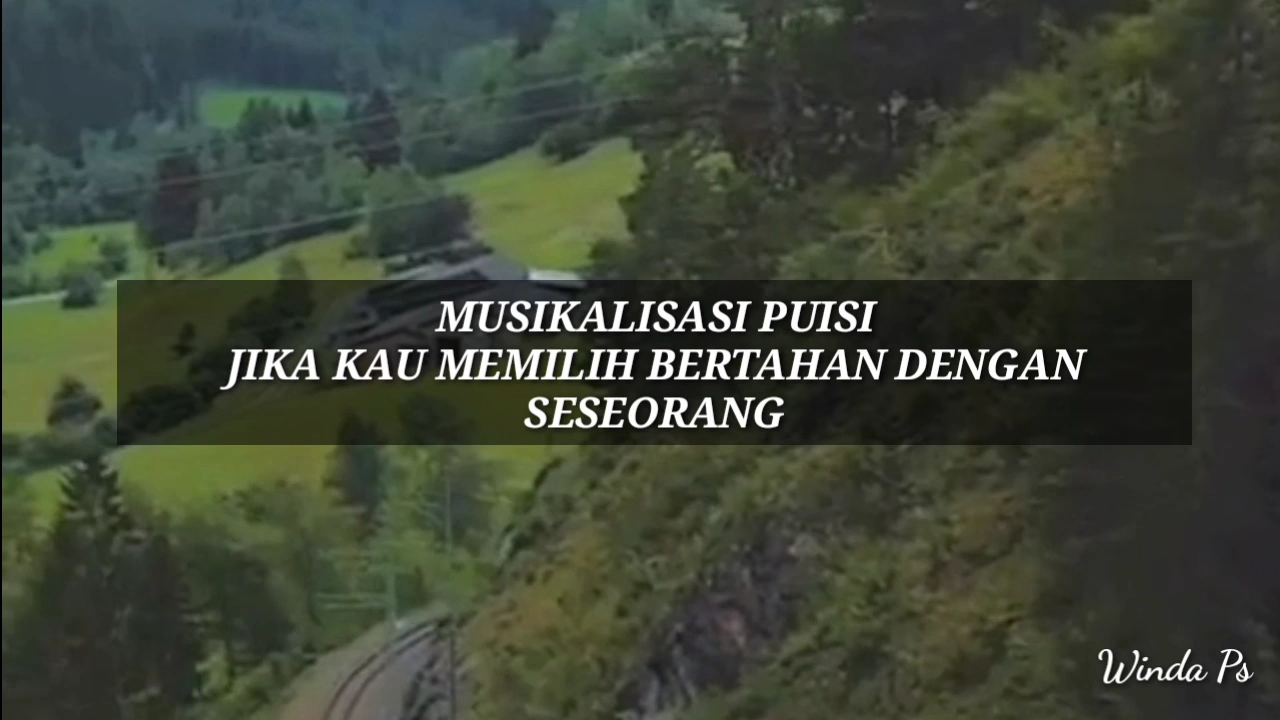 MUSIKALISASI PUISI
JIKA KAU MEMILIH BERTAHAN DENGAN
SESEORANG
Winda Ps